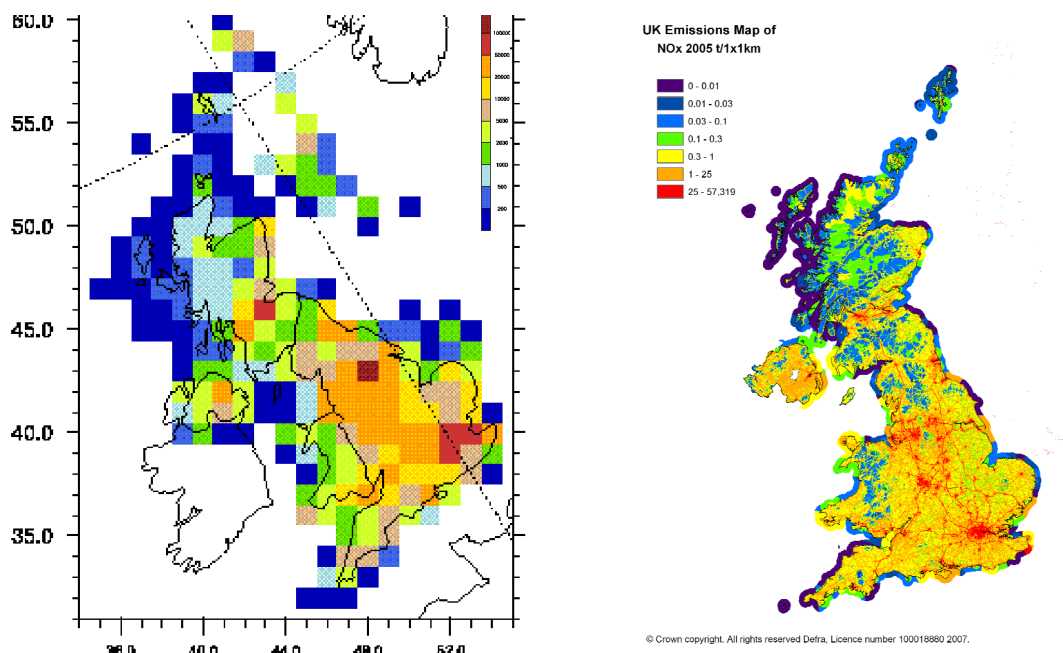 60.0
55.0
50.0
45.0
40.0
35.0
36.0
40.0
44.0
48.0
52.0
50000
20000
10000
5000
2000
1000
500
200
UK Emissions Map of
NOx 2005 t/1x1km
0 - 0.01
0.01 - 0.03
0.03 - 0.1
0.1 - 0.3
0.3 - 1
1 - 25
25 - 57,319
© Crown copyright. All rights reserved Defra, Licence number 100018880 2007.